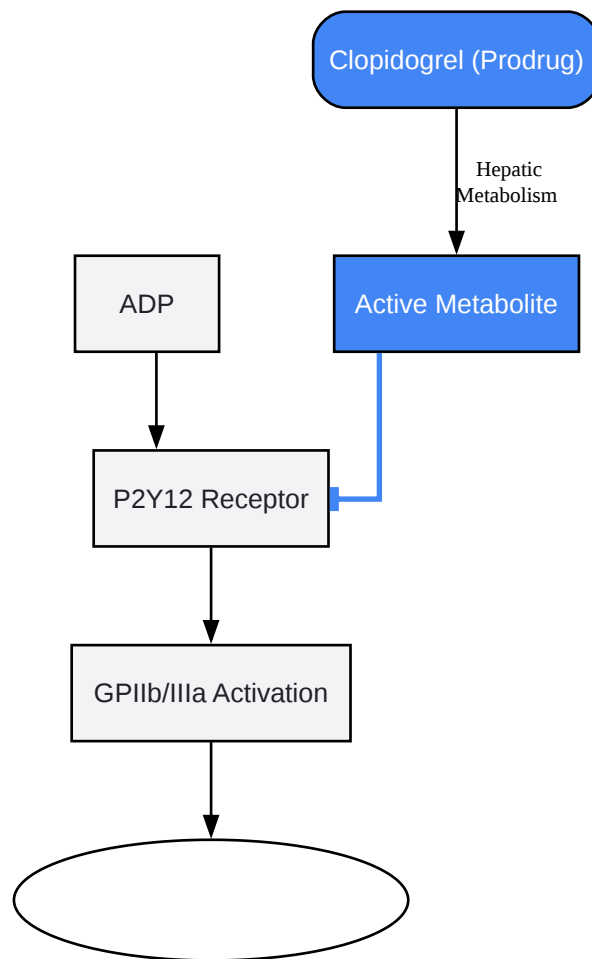 Clopidogrel (Prodrug)
Hepatic
Metabolism
ADP
Active Metabolite
P2Y12 Receptor
GPIIb/IIIa Activation